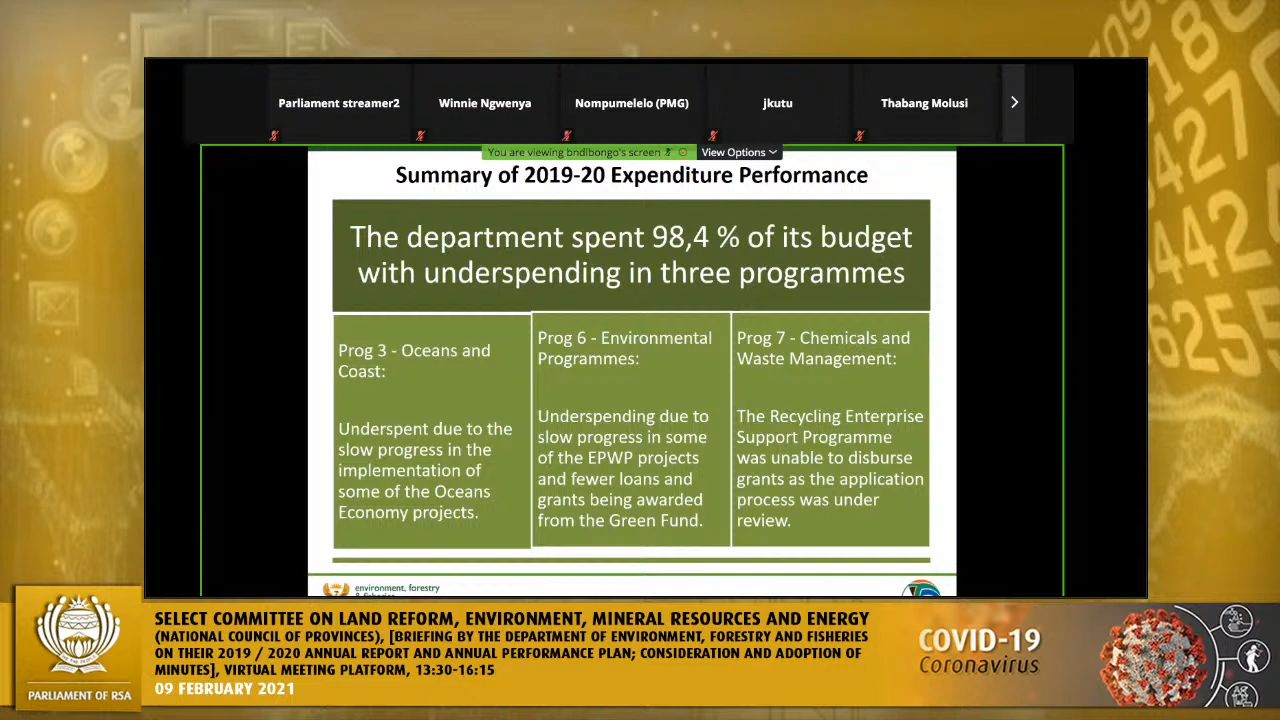 Parliament streamer2
Winnie Ngwenya
Nompumelelo (PMG)
jkutu
Thabang Molusi
You are viewing bndibongo's screen
View Options
Summary of 2019-20 Expenditure Performance
The department spent 98,4 % of its budget
with underspending in three programmes
Prog 3 - Oceans and
Coast:
Underspent due to the
slow progress in the
implementation of
some of the Oceans
Economy projects.
Prog 6 - Environmental
Programmes:
Underspending due to
slow progress in some
of the EPWP projects
and fewer loans and
grants being awarded
from the Green Fund.
Prog 7 - Chemicals and
Waste Management:
The Recycling Enterprise
Support Programme
was unable to disburse
grants as the application
process was under
review.
environment, forestry
PARLIAMENT OF RSA
SELECT COMMITTEE ON LAND REFORM, ENVIRONMENT, MINERAL RESOURCES AND ENERGY
(NATIONAL COUNCIL OF PROVINCES), [BRIEFING BY THE DEPARTMENT OF ENVIRONMENT, FORESTRY AND FISHERIES
ON THEIR 2019 / 2020 ANNUAL REPORT AND ANNUAL PERFORMANCE PLAN; CONSIDERATION AND ADOPTION OF
MINUTES], VIRTUAL MEETING PLATFORM, 13:30-16:15
09 FEBRUARY 2021
COVID-19
Coronavirus